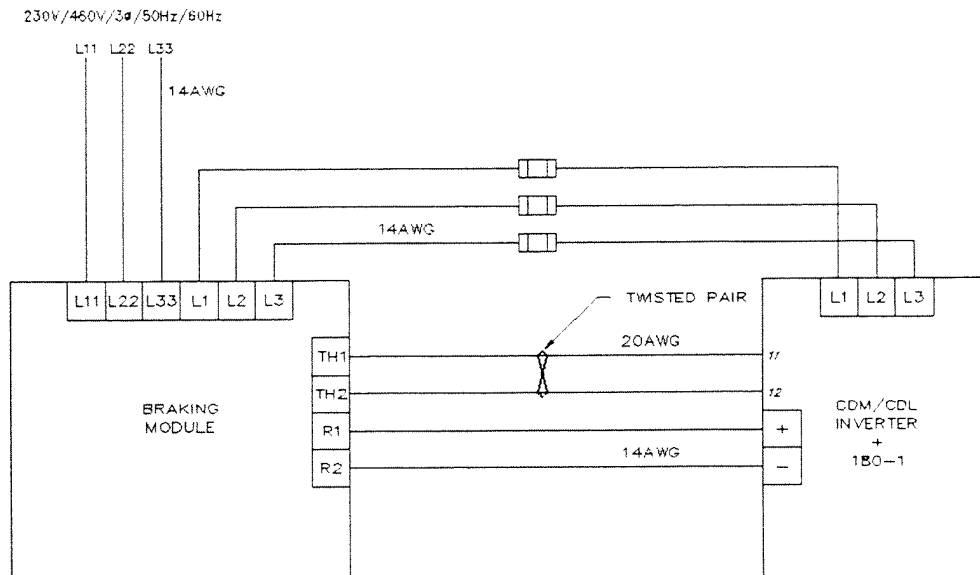 230V/460V/3ø/50Hz/60Hz
L11 L22 L33
14AWG
14AWG
L11 L22 L33 L1 L2 L3
L1 L2 L3
TWISTED PAIR
20AWG
TH1
11
TH2
12
BRAKING
MODULE
CDM/CDL
INVERTER
+
1B0-1
R1
+
14AWG
R2
−